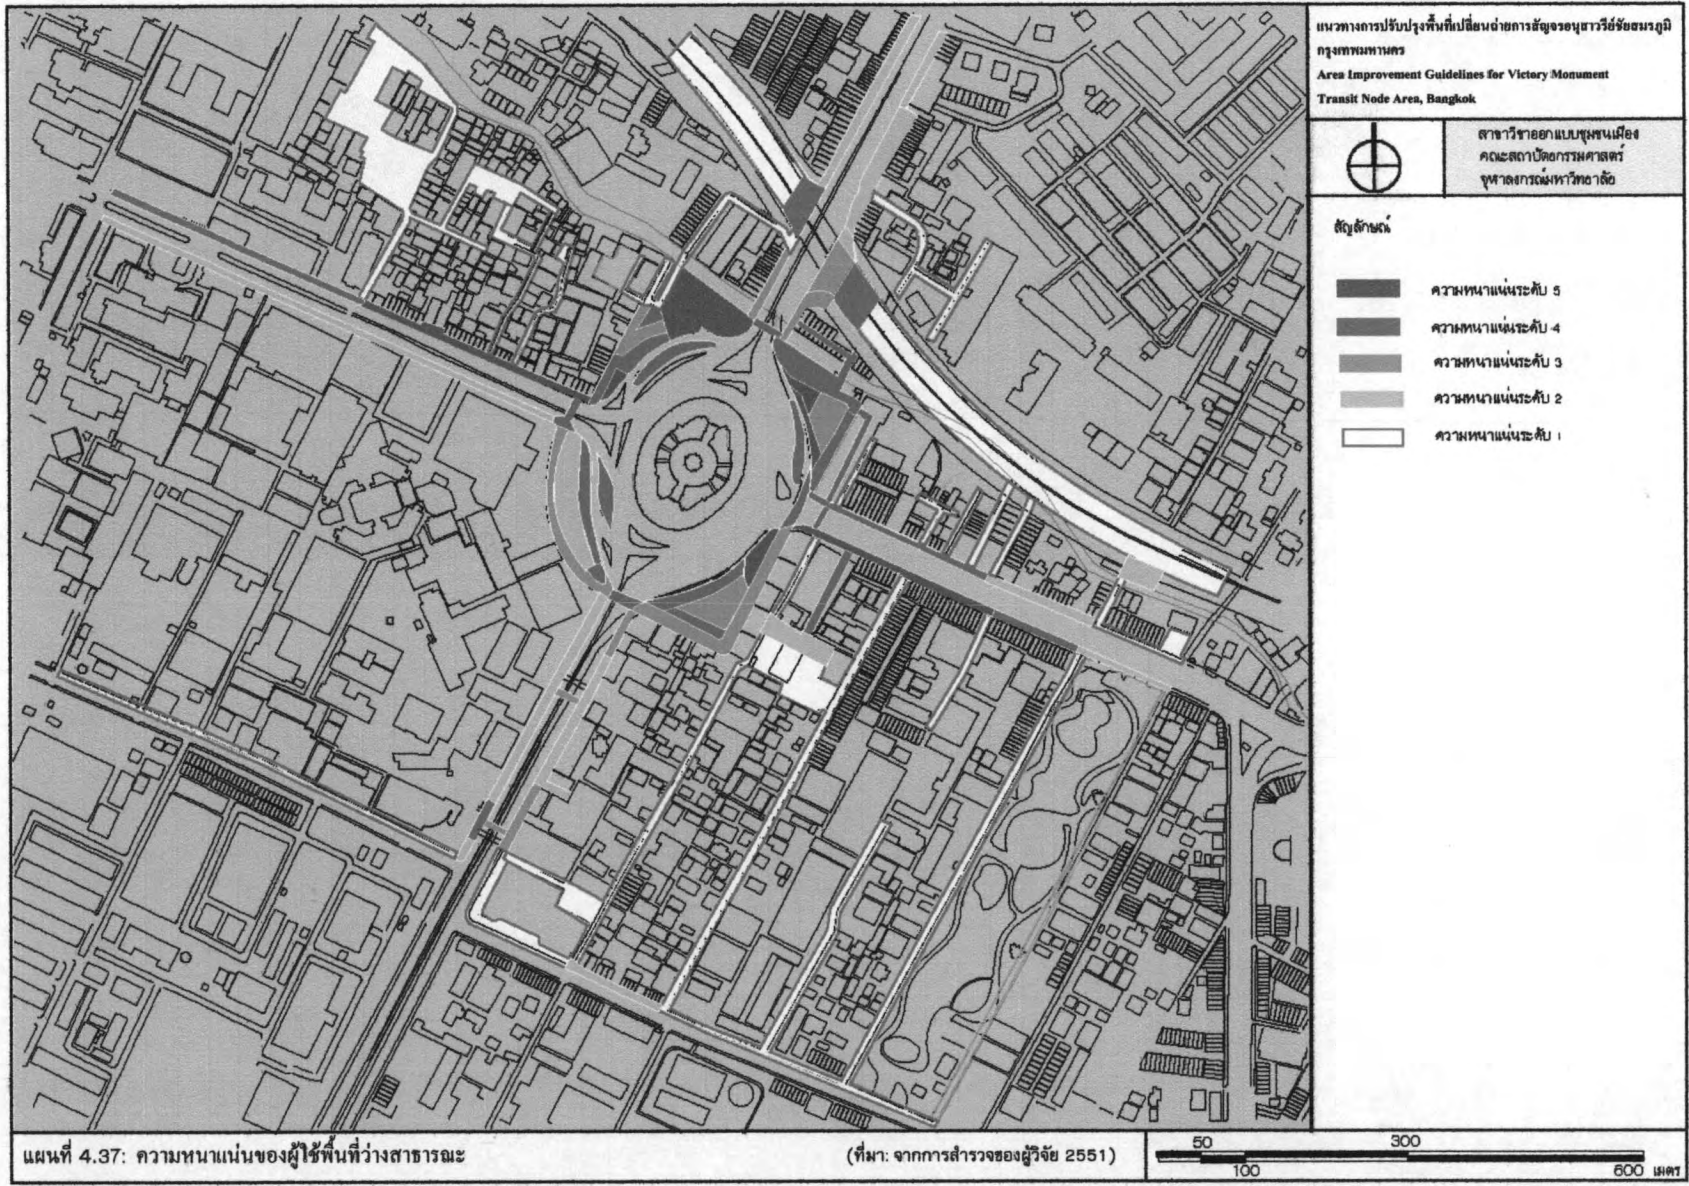 แนวทางการปรับปรุงพื้นที่เปลี่ยนถ่ายการสัญจรอนุสาวรีย์ชัยสมรภูมิ
กรุงเทพมหานคร
Area Improvement Guidelines for Victory Monument
Transit Node Area, Bangkok
สาขาวิชาออกแบบชุมชนเมือง
คณะสถาปัตยกรรมศาสตร์
จุฬาลงกรณ์มหาวิทยาลัย
สัญลักษณ์
ความหนาแน่นระดับ 5
ความหนาแน่นระดับ 4
ความหนาแน่นระดับ 3
ความหนาแน่นระดับ 2
ความหนาแน่นระดับ 1
แผนที่ 4.37: ความหนาแน่นของผู้ใช้พื้นที่ว่างสาธารณะ
(ที่มา: จากการสำรวจของผู้วิจัย 2551)
50 300
100 600 เมตร